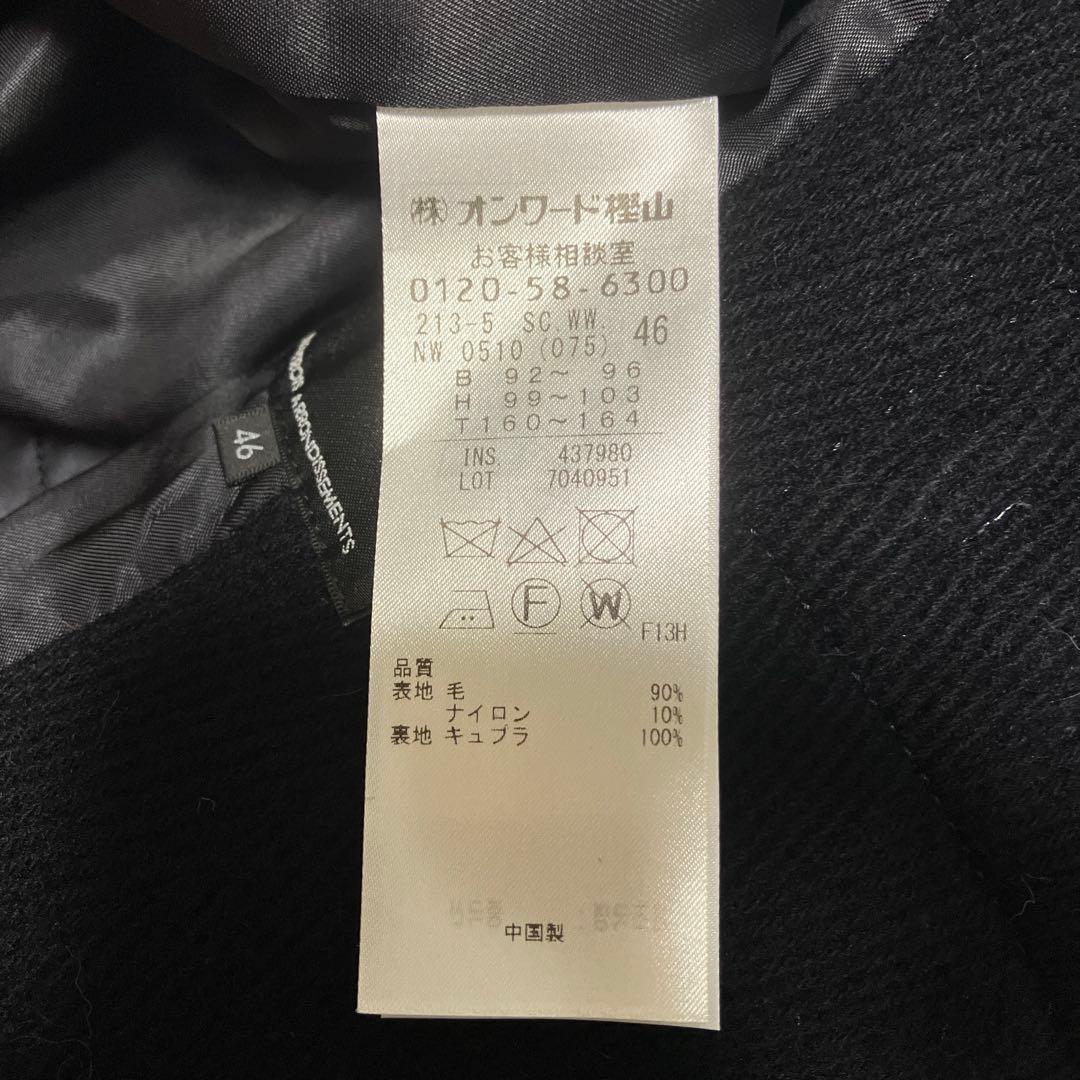 ㈱オンワード樫山
お客様相談室
0120-58-6300
213-5 SC.WW. 46
NW 0510 (075)
B 92～ 96
H 99～103
T160～164
INS 437980
LOT 7040951
F
W
F13H
品質
表地 毛 90%
ナイロン 10%
裏地 キュプラ 100%
中国製
46
ARRONDISSEMENTS